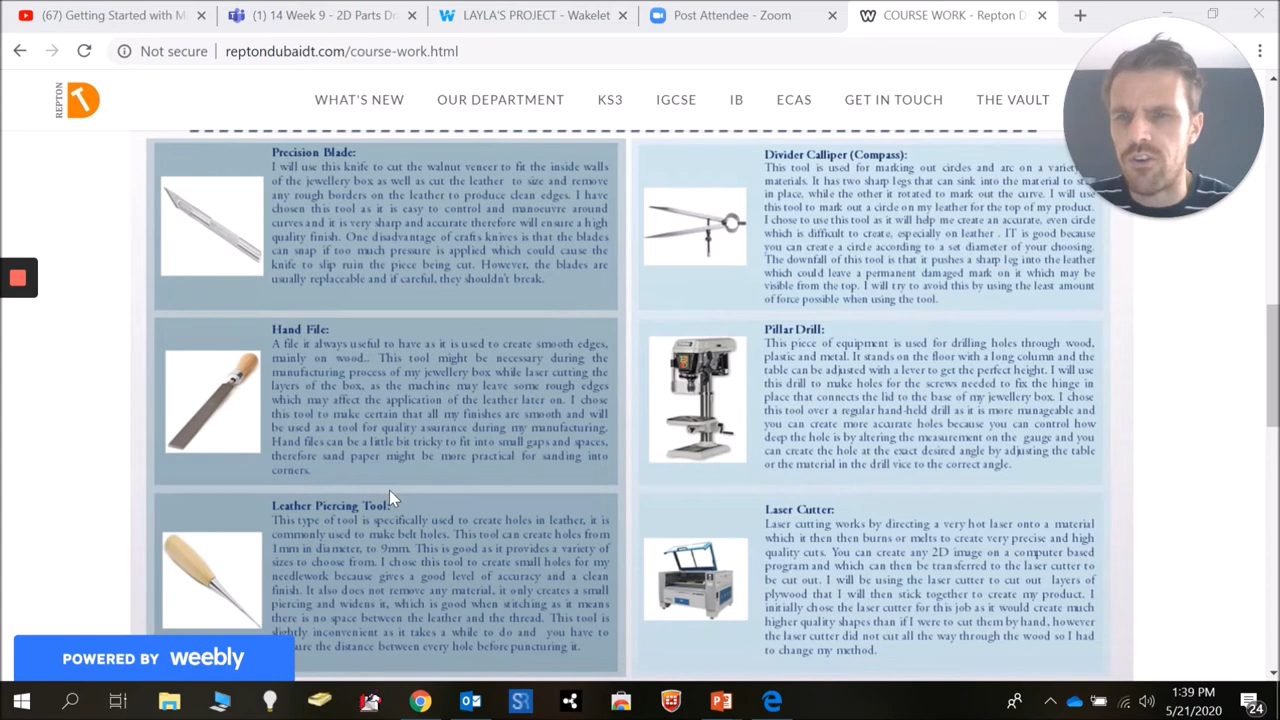 (67) Getting Started with M
(1) 14 Week 9 - 2D Parts Dr
LAYLA'S PROJECT - Wakelet
Post Attendee - Zoom
COURSE WORK - Repton D
Not secure
reptondubaidt.com/course-work.html
REPTON
WHAT'S NEW
OUR DEPARTMENT
KS3
IGCSE
IB
ECAS
GET IN TOUCH
THE VAULT
Precision Blade:
I will use this knife to cut the walnut veneer to fit the inside walls
of the jewellery box as well as cut the leather to size and remove
any rough borders on the leather to produce clean edges. I have
chosen this tool as it is easy to control and manoeuvre around
curves and it is very sharp and accurate therefore will ensure a high
quality finish. One disadvantage of crafts knives is that the blades
can snap if too much pressure is applied which could cause the
knife to slip ruin the piece being cut. However, the blades are
usually replaceable and if careful, they shouldn't break.
Hand File:
A file it always useful to have as it is used to create smooth edges,
mainly on wood.. This tool might be necessary during the
manufacturing process of my jewellery box while laser cutting the
layers of the box, as the machine may leave some rough edges
which may affect the application of the leather later on. I chose
this tool to make certain that all my finishes are smooth and will
be used as a tool for quality assurance during my manufacturing.
Hand files can be a little bit tricky to fit into small gaps and spaces,
therefore sand paper might be more practical for sanding into
corners.
Leather Piercing Tool:
This type of tool is specifically used to create holes in leather, it is
commonly used to make belt holes. This tool can create holes from
1mm in diameter, to 9mm. This is good as it provides a variety of
sizes to choose from. I chose this tool to create small holes for my
needlework because gives a good level of accuracy and a clean
finish. It also does not remove any material, it only creates a small
piercing and widens it, which is good when stitching as it means
there is no space between the leather and the thread. This tool is
slightly inconvenient as it takes a while to do and you have to
sure the distance between every hole before puncturing it.
Divider Calliper (Compass):
This tool is used for marking out circles and arc on a variety
materials. It has two sharp legs that can sink into the material to
in place, while the other it rotated to mark out the curve. I will use
this tool to mark out a circle on my leather for the top of my product.
I chose to use this tool as it will help me create an accurate, even circle
which is difficult to create, especially on leather . IT is good because
you can create a circle according to a set diameter of your choosing.
The downfall of this tool is that it pushes a sharp leg into the leather
which could leave a permanent damaged mark on it which may be
visible from the top. I will try to avoid this by using the least amount
of force possible when using the tool.
Pillar Drill:
This piece of equipment is used for drilling holes through wood,
plastic and metal. It stands on the floor with a long column and the
table can be adjusted with a lever to get the perfect height. I will use
this drill to make holes for the screws needed to fix the hinge in
place that connects the lid to the base of my jewellery box. I chose
this tool over a regular hand-held drill as it is more manageable and
you can create more accurate holes because you can control how
deep the hole is by altering the measurement on the gauge and you
can create the hole at the exact desired angle by adjusting the table
or the material in the drill vice to the correct angle.
Laser Cutter:
Laser cutting works by directing a very hot laser onto a material
which it then then burns or melts to create very precise and high
quality cuts. You can create any 2D image on a computer based
program and which can then be transferred to the laser cutter to
be cut out. I will be using the laser cutter to cut out layers of
plywood that I will then stick together to create my product. I
initially chose the laser cutter for this job as it would create much
higher quality shapes than if I were to cut them by hand, however
the laser cutter did not cut all the way through the wood so I had
to change my method.
POWERED BY weebly
1:39 PM
5/21/2020
24